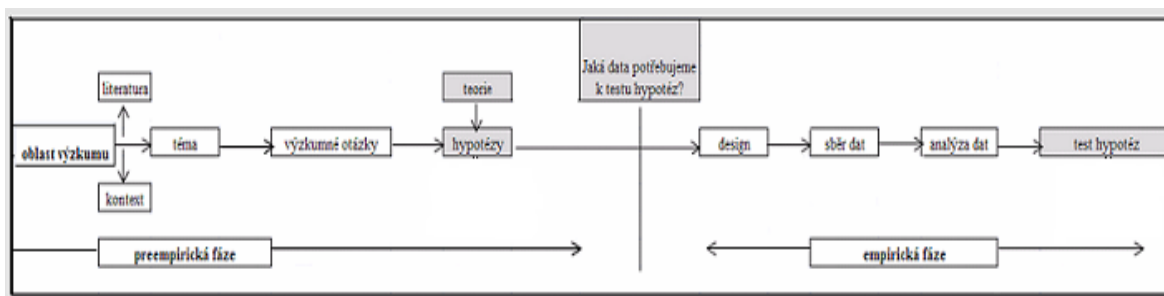 Jaká data potřebujeme
k testu hypotéz?
literatura
teorie
oblast výzkumu
téma
výzkumné otázky
hypotézy
design
sběr dat
analýza dat
test hypotéz
kontext
preempirická fáze
empirická fáze